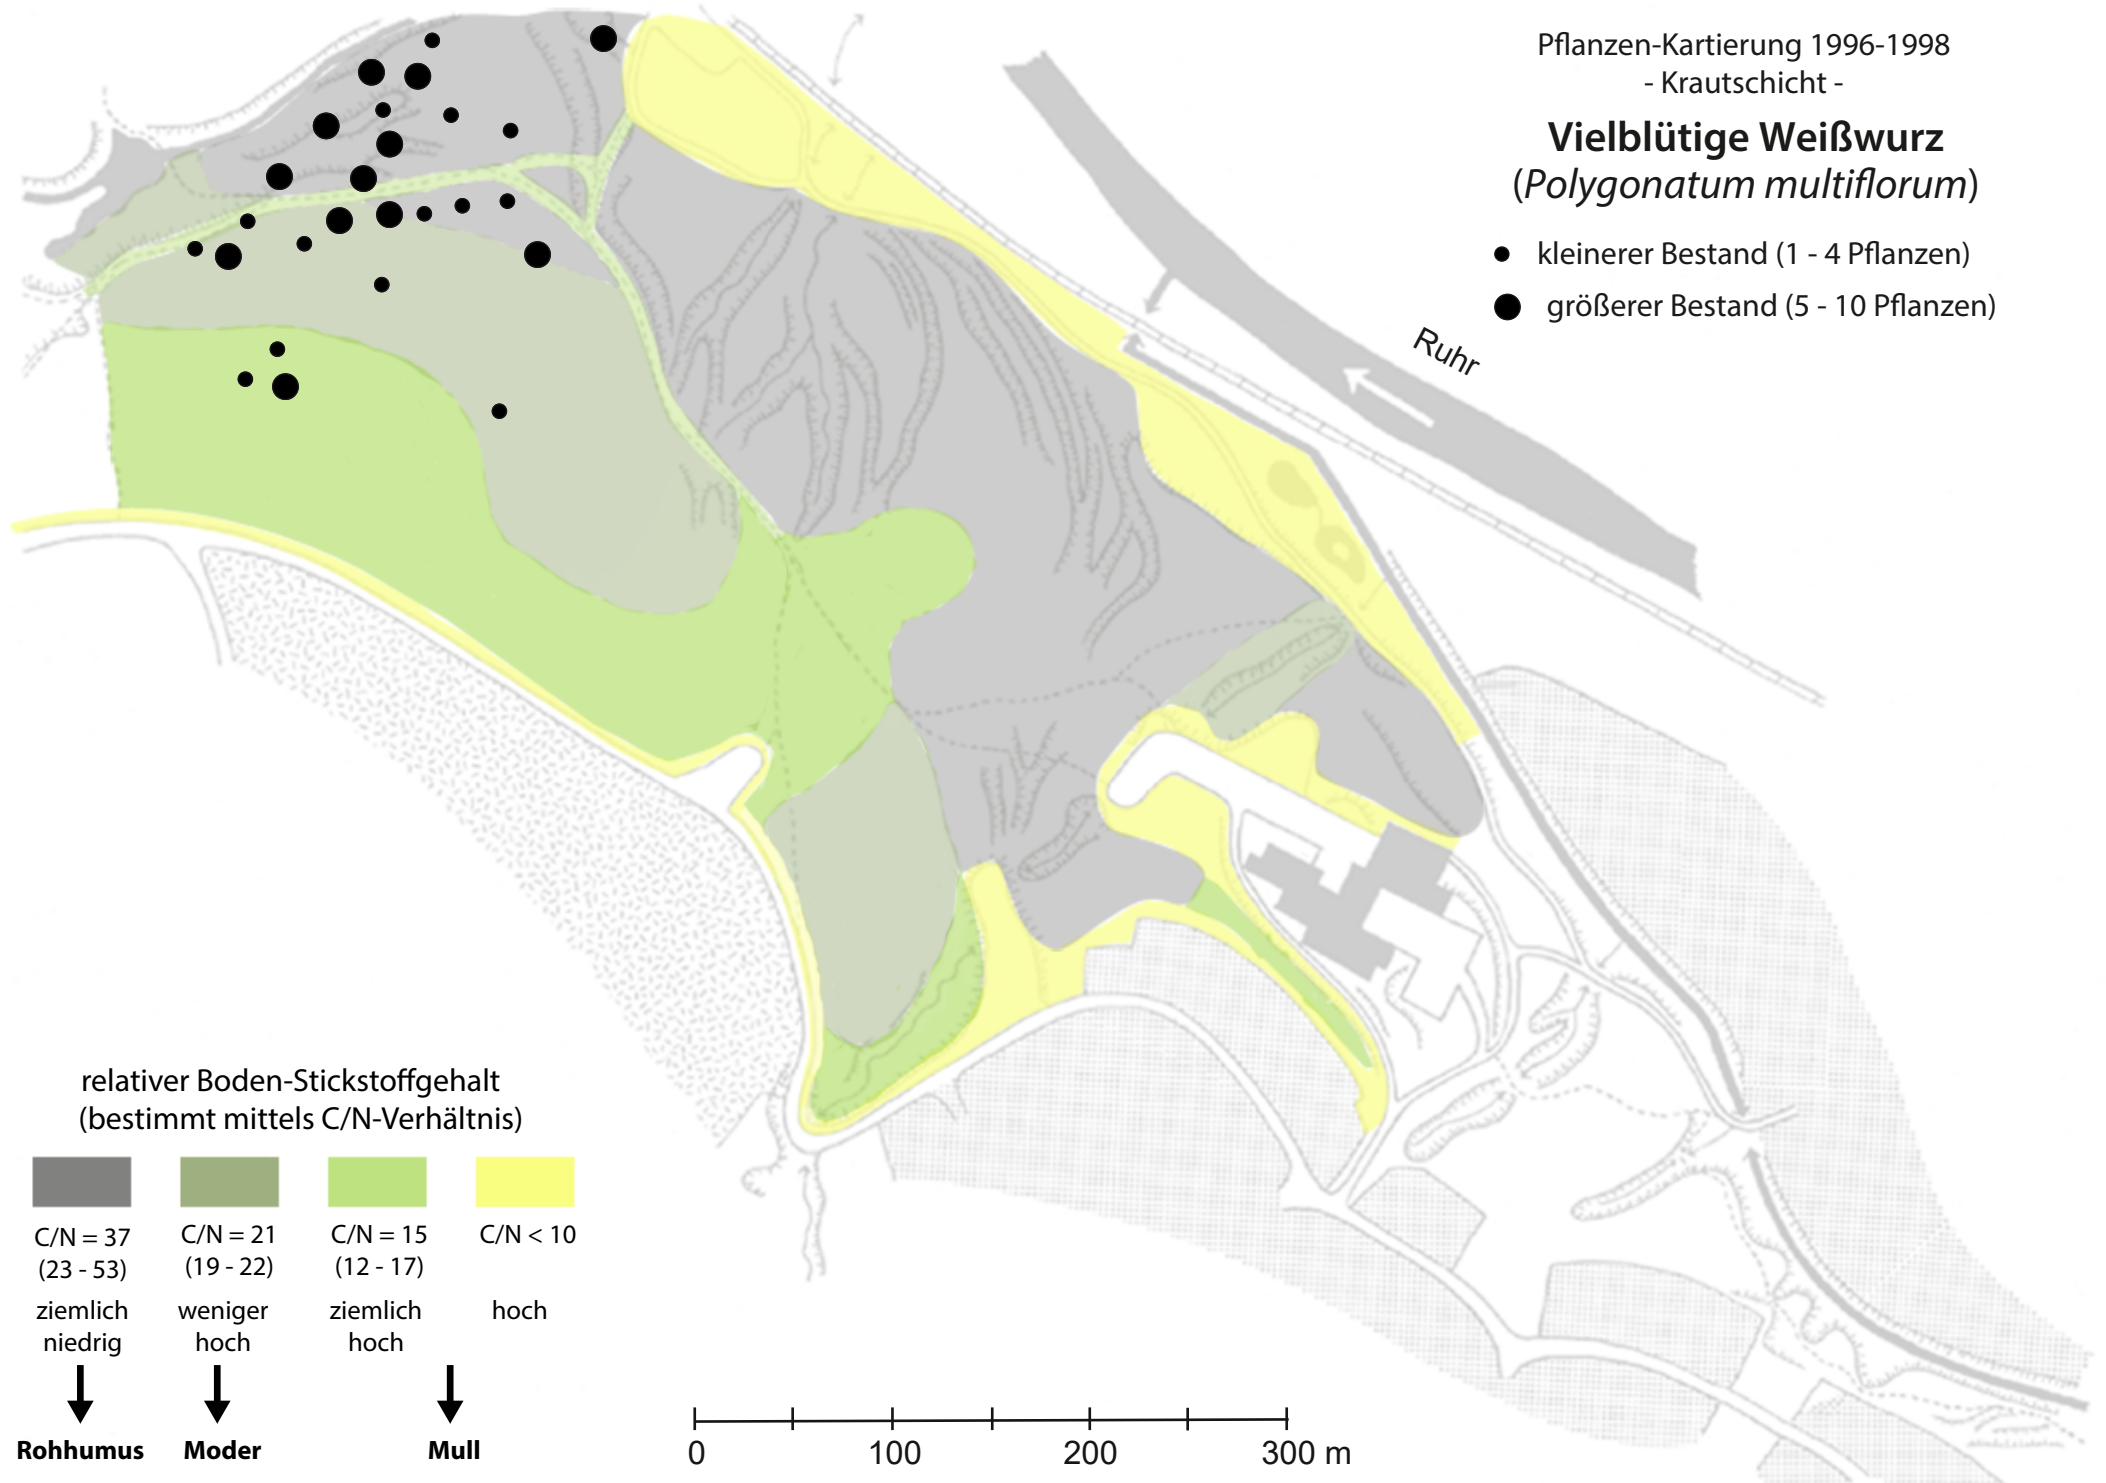 Pflanzen-Kartierung 1996-1998
- Krautschicht -
Vielblütige Weißwurz
(Polygonatum multiflorum)
kleinerer Bestand (1 - 4 Pflanzen)
größerer Bestand (5 - 10 Pflanzen)
Ruhr
relativer Boden-Stickstoffgehalt
(bestimmt mittels C/N-Verhältnis)
C/N = 37 C/N = 21 C/N = 15 C/N < 10
(23 - 53) (19 - 22) (12 - 17)
ziemlich weniger ziemlich hoch
niedrig hoch hoch
Rohhumus Moder Mull
0 100 200 300 m